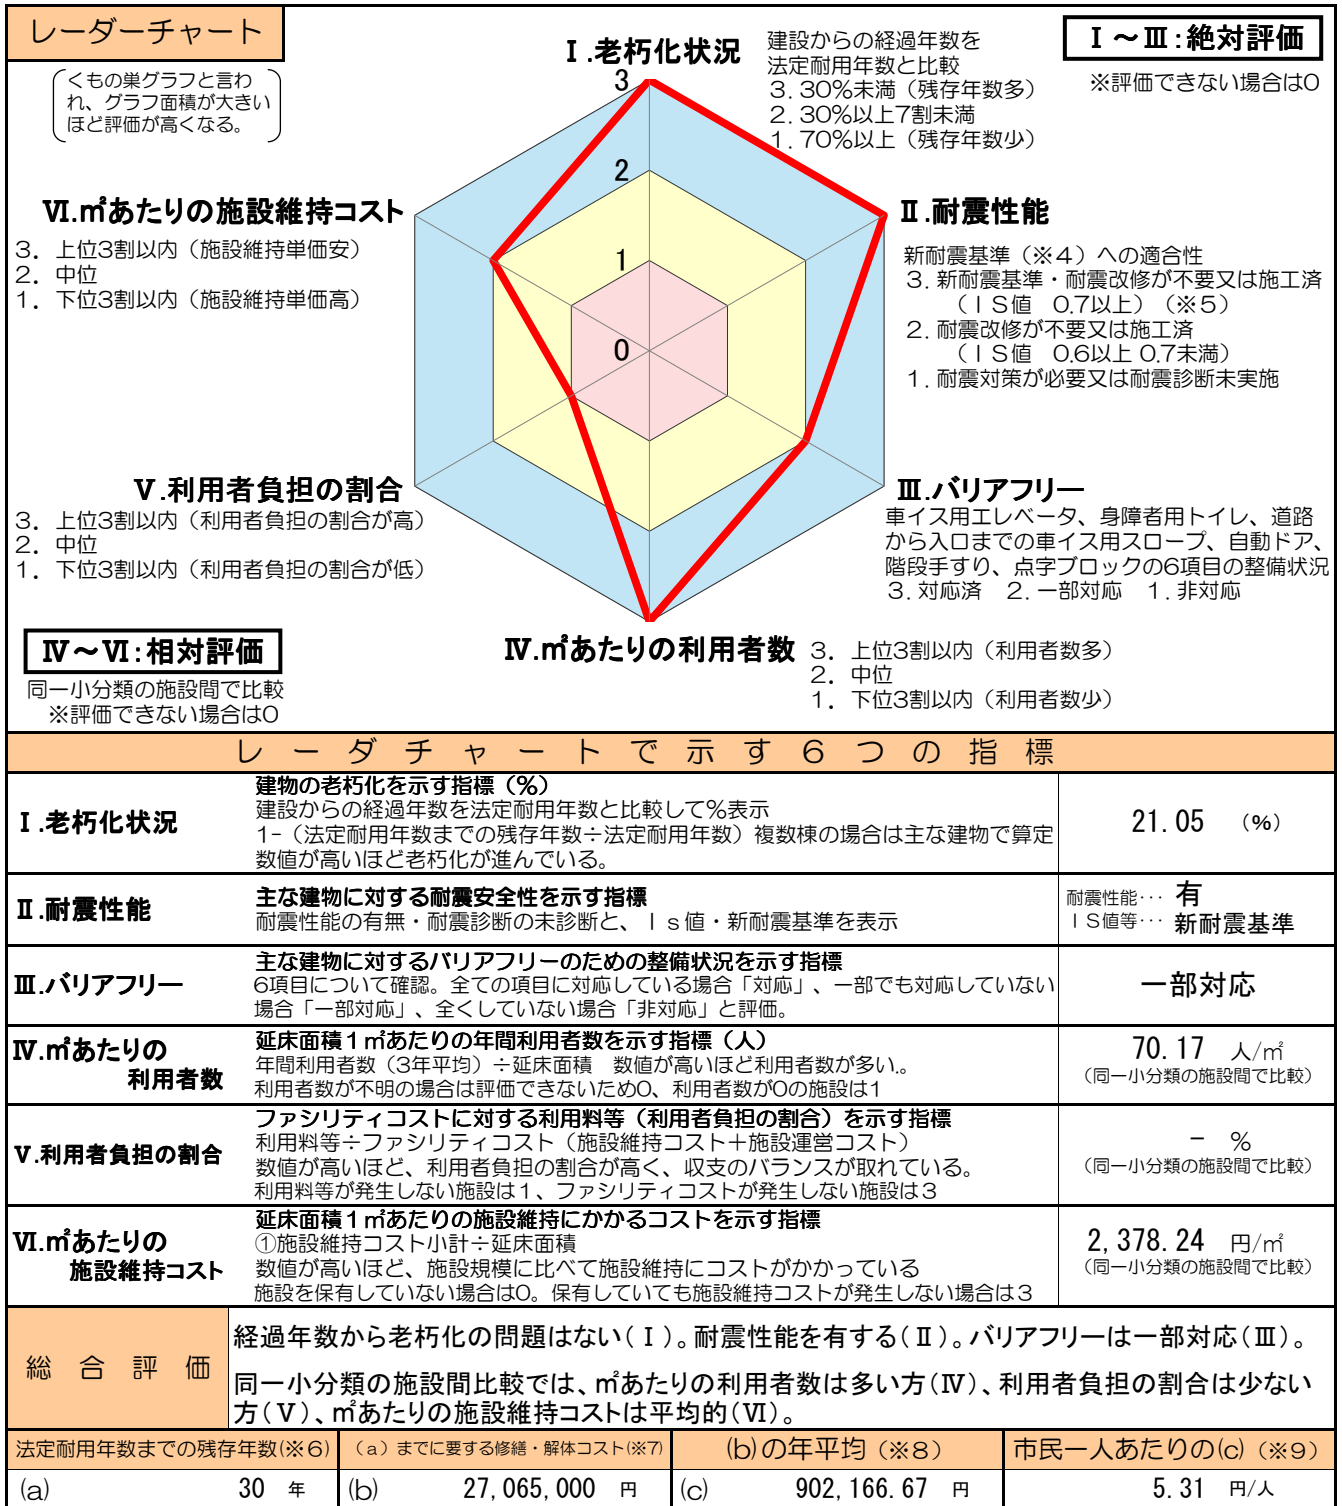 レーダーチャート
くもの巣グラフと言わ
れ、グラフ面積が大きい
ほど評価が高くなる。
Ⅰ.老朽化状況
建設からの経過年数を
法定耐用年数と比較
3. 30%未満（残存年数多）
2. 30%以上7割未満
1. 70%以上（残存年数少）
Ⅰ～Ⅲ:絶対評価
※評価できない場合は0
3
2
1
0
Ⅵ.㎡あたりの施設維持コスト
3. 上位3割以内（施設維持単価安）
2. 中位
1. 下位3割以内（施設維持単価高）
Ⅱ.耐震性能
新耐震基準（※4）への適合性
3. 新耐震基準・耐震改修が不要又は施工済
（ＩＳ値　0.7以上）（※5）
2. 耐震改修が不要又は施工済
（ＩＳ値　0.6以上 0.7未満）
1. 耐震対策が必要又は耐震診断未実施
Ⅴ.利用者負担の割合
3. 上位3割以内（利用者負担の割合が高）
2. 中位
1. 下位3割以内（利用者負担の割合が低）
Ⅲ.バリアフリー
車イス用エレベータ、身障者用トイレ、道路
から入口までの車イス用スロープ、自動ドア、
階段手すり、点字ブロックの6項目の整備状況
3. 対応済　2. 一部対応　1. 非対応
Ⅳ～Ⅵ:相対評価
同一小分類の施設間で比較
※評価できない場合は0
Ⅳ.㎡あたりの利用者数
3. 上位3割以内（利用者数多）
2. 中位
1. 下位3割以内（利用者数少）
レーダチャートで示す6つの指標
Ⅰ.老朽化状況
建物の老朽化を示す指標（%）
建設からの経過年数を法定耐用年数と比較して%表示
1-（法定耐用年数までの残存年数÷法定耐用年数）複数棟の場合は主な建物で算定
数値が高いほど老朽化が進んでいる。
21.05　(%)
Ⅱ.耐震性能
主な建物に対する耐震安全性を示す指標
耐震性能の有無・耐震診断の未診断と、Ｉｓ値・新耐震基準を表示
耐震性能… 有
ＩＳ値等… 新耐震基準
Ⅲ.バリアフリー
主な建物に対するバリアフリーのための整備状況を示す指標
6項目について確認。全ての項目に対応している場合「対応」、一部でも対応していない
場合「一部対応」、全くしていない場合「非対応」と評価。
一部対応
Ⅳ.㎡あたりの
利用者数
延床面積１㎡あたりの年間利用者数を示す指標（人）
年間利用者数（3年平均）÷延床面積　数値が高いほど利用者数が多い。
利用者数が不明の場合は評価できないため0、利用者数が0の施設は1
70.17　人/㎡
（同一小分類の施設間で比較）
Ⅴ.利用者負担の割合
ファシリティコストに対する利用料等（利用者負担の割合）を示す指標
利用料等÷ファシリティコスト（施設維持コスト＋施設運営コスト）
数値が高いほど、利用者負担の割合が高く、収支のバランスが取れている。
利用料等が発生しない施設は１、ファシリティコストが発生しない施設は３
-　%
（同一小分類の施設間で比較）
Ⅵ.㎡あたりの
施設維持コスト
延床面積１㎡あたりの施設維持にかかるコストを示す指標
①施設維持コスト小計÷延床面積
数値が高いほど、施設規模に比べて施設維持にコストがかかっている
施設を保有していない場合は0。保有していても施設維持コストが発生しない場合は３
2,378.24　円/㎡
（同一小分類の施設間で比較）
総合評価
経過年数から老朽化の問題はない(Ⅰ)。耐震性能を有する(Ⅱ)。バリアフリーは一部対応(Ⅲ)。
同一小分類の施設間比較では、㎡あたりの利用者数は多い方(Ⅳ)、利用者負担の割合は少ない
方(Ⅴ)、㎡あたりの施設維持コストは平均的(Ⅵ)。
法定耐用年数までの残存年数(※6)
（a）までに要する修繕・解体コスト(※7)
(b)の年平均（※8）
市民一人あたりの(c)（※9）
(a)　30 年
(b)　27,065,000 円
(c)　902,166.67 円
5.31 円/人